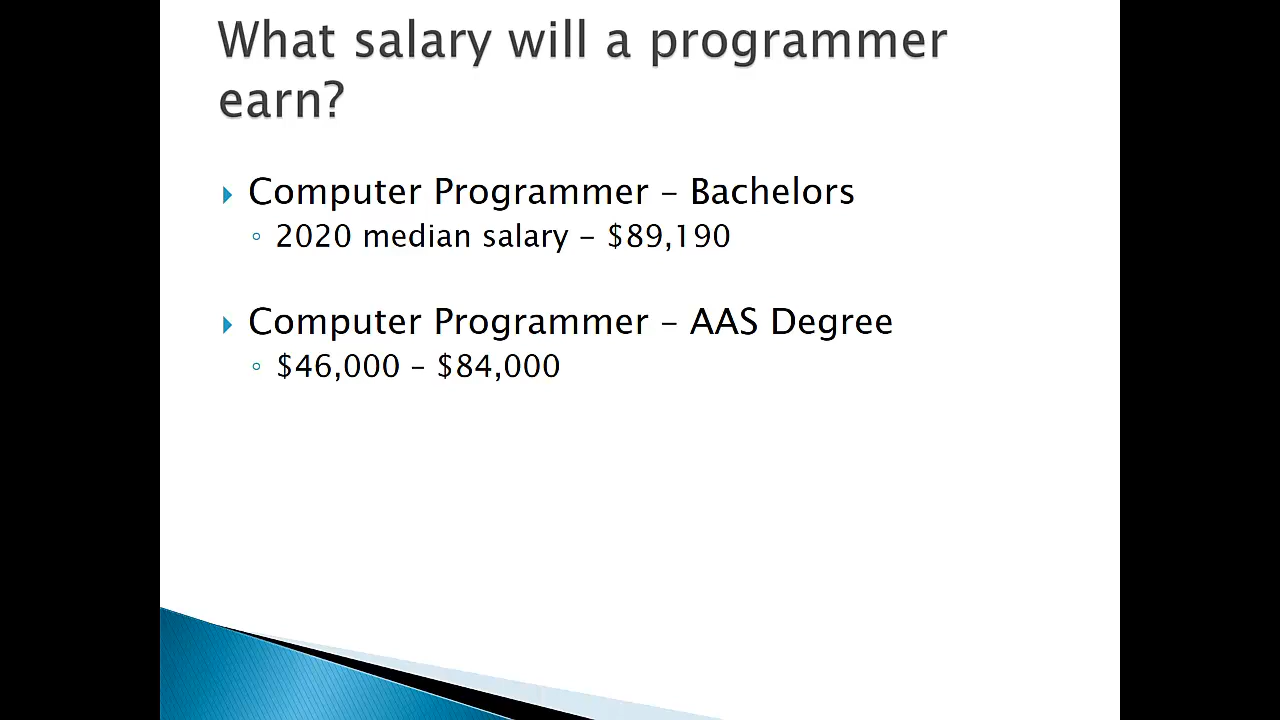 What salary will a programmer
earn?
Computer Programmer – Bachelors
2020 median salary – $89,190
Computer Programmer – AAS Degree
$46,000 – $84,000